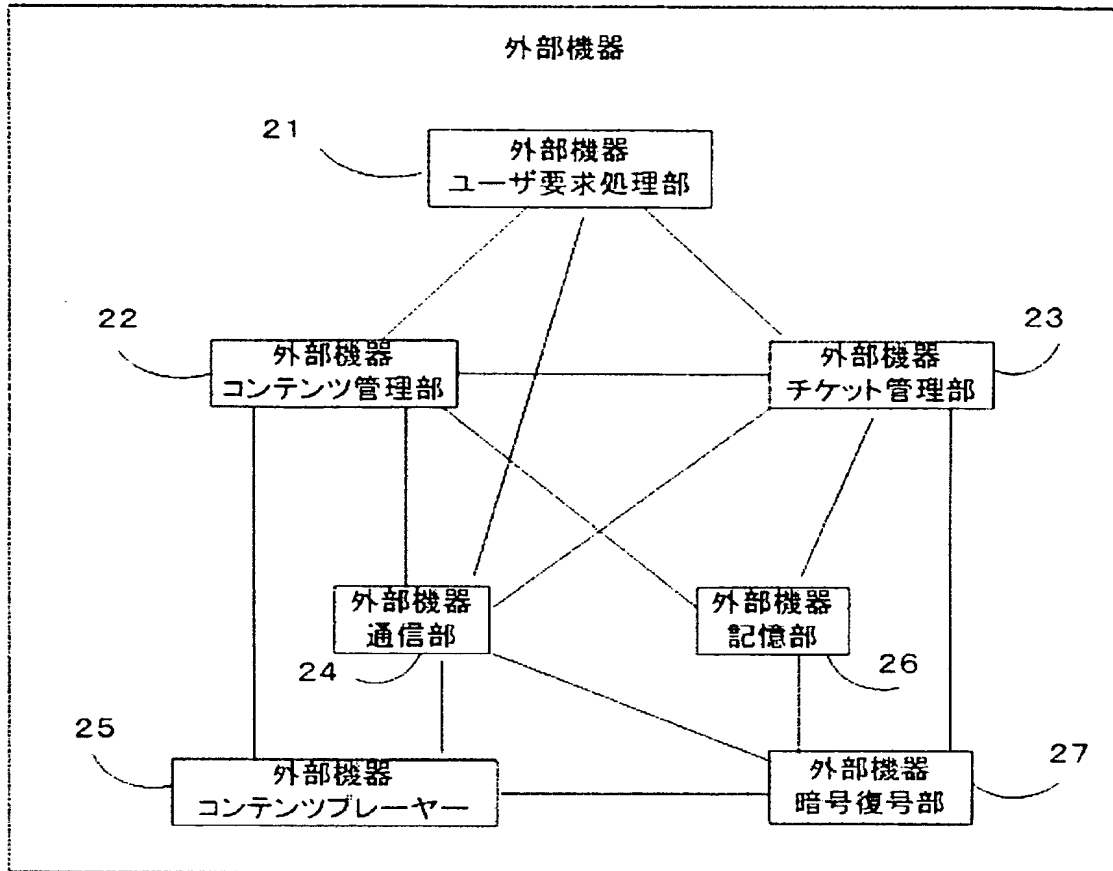 外部機器
21
外部機器
ユーザ要求処理部
22
外部機器
コンテンツ管理部
23
外部機器
チケット管理部
外部機器
通信部
24
外部機器
記憶部
26
25
外部機器
コンテンツプレーヤー
外部機器
暗号復号部
27